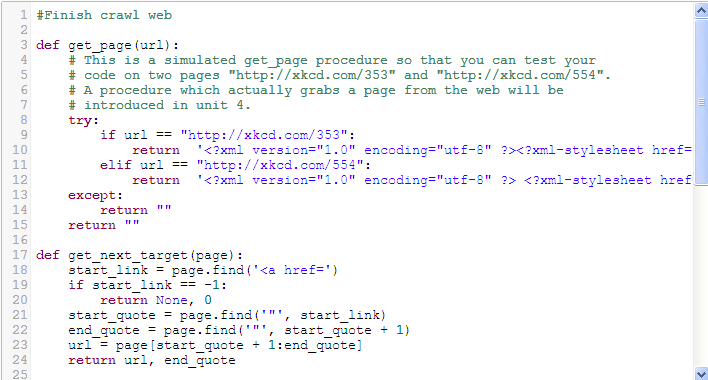 1 #Finish crawl web
2
3 def get_page(url):
4     # This is a simulated get_page procedure so that you can test your
5     # code on two pages "http://xkcd.com/353" and "http://xkcd.com/554".
6     # A procedure which actually grabs a page from the web will be
7     # introduced in unit 4.
8     try:
9         if url == "http://xkcd.com/353":
10             return  '<?xml version="1.0" encoding="utf-8" ?><?xml-stylesheet href=
11         elif url == "http://xkcd.com/554":
12             return  '<?xml version="1.0" encoding="utf-8" ?> <?xml-stylesheet href
13     except:
14         return ""
15     return ""
16
17 def get_next_target(page):
18     start_link = page.find('<a href=')
19     if start_link == -1:
20         return None, 0
21     start_quote = page.find('"', start_link)
22     end_quote = page.find('"', start_quote + 1)
23     url = page[start_quote + 1:end_quote]
24     return url, end_quote
25